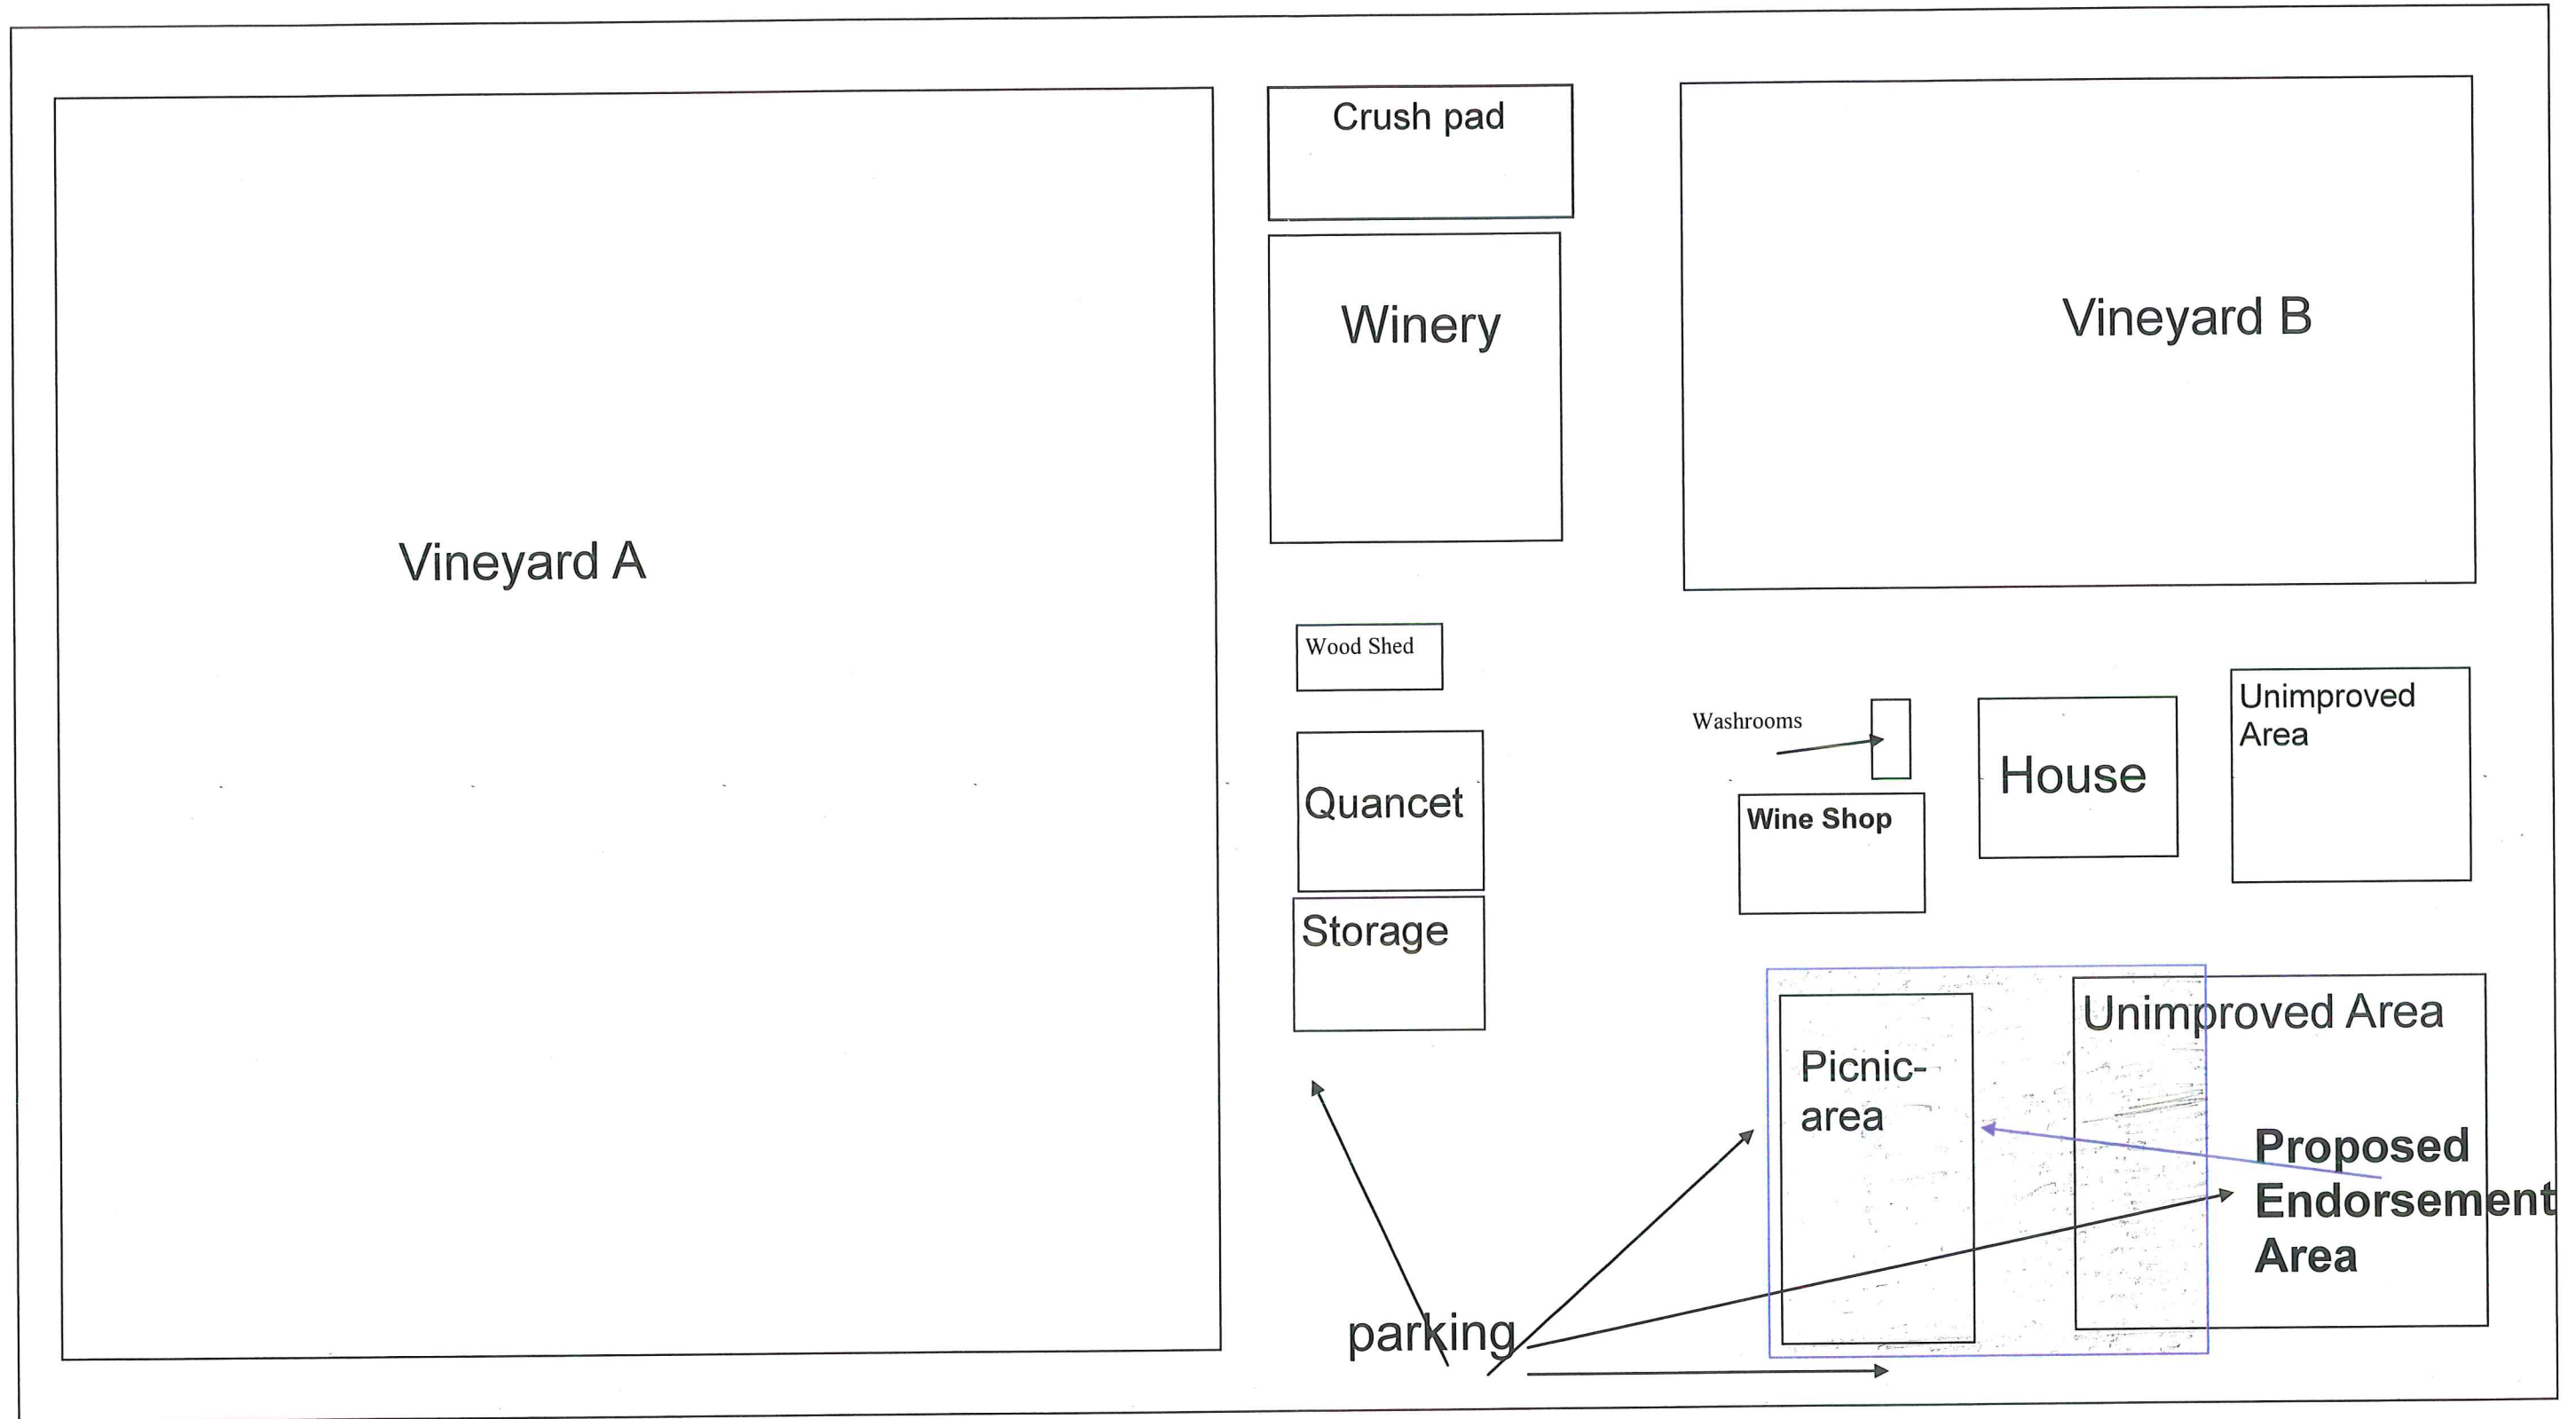 Crush pad
Winery
Vineyard B
Vineyard A
Wood Shed
Washrooms
Unimproved
Area
House
Quancet
Wine Shop
Storage
Unimproved Area
Picnic-
area
Proposed
Endorsement
Area
parking